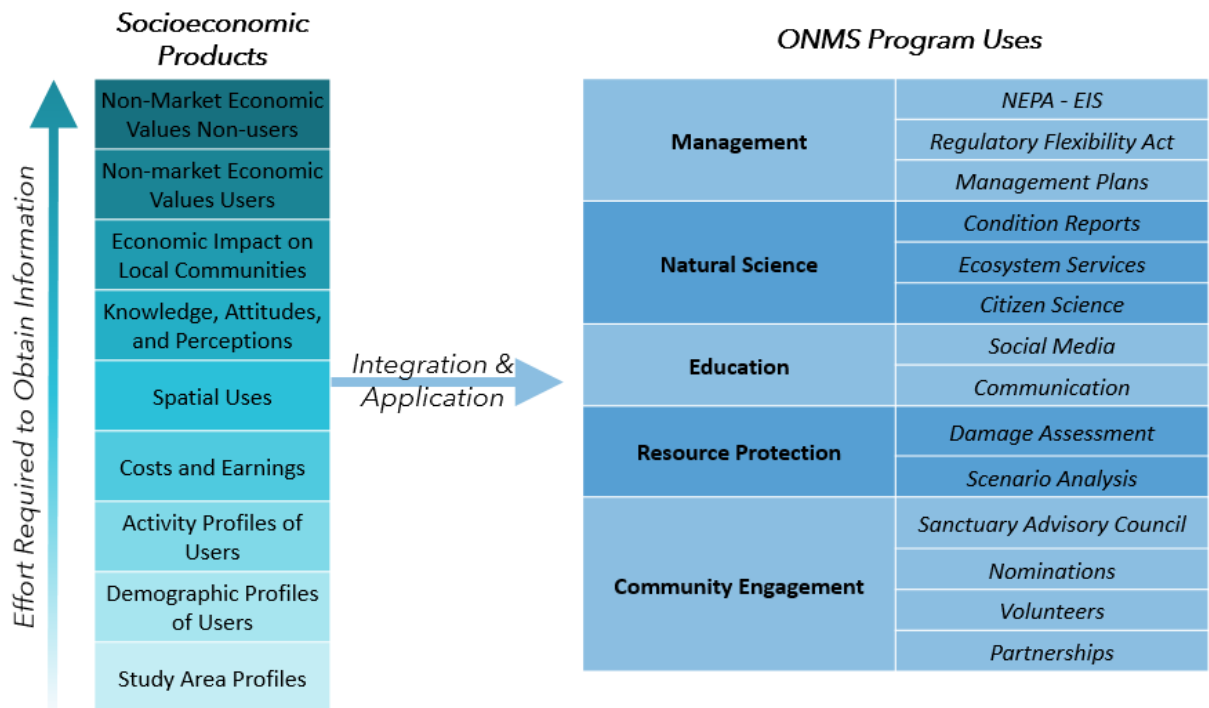 Socioeconomic
Products
ONMS Program Uses
Effort Required to Obtain Information
Non-Market Economic
Values Non-users
Non-market Economic
Values Users
Economic Impact on
Local Communities
Knowledge, Attitudes,
and Perceptions
Spatial Uses
Costs and Earnings
Activity Profiles of
Users
Demographic Profiles
of Users
Study Area Profiles
Integration &
Application
Management
NEPA - EIS
Regulatory Flexibility Act
Management Plans
Natural Science
Condition Reports
Ecosystem Services
Citizen Science
Education
Social Media
Communication
Resource Protection
Damage Assessment
Scenario Analysis
Community Engagement
Sanctuary Advisory Council
Nominations
Volunteers
Partnerships